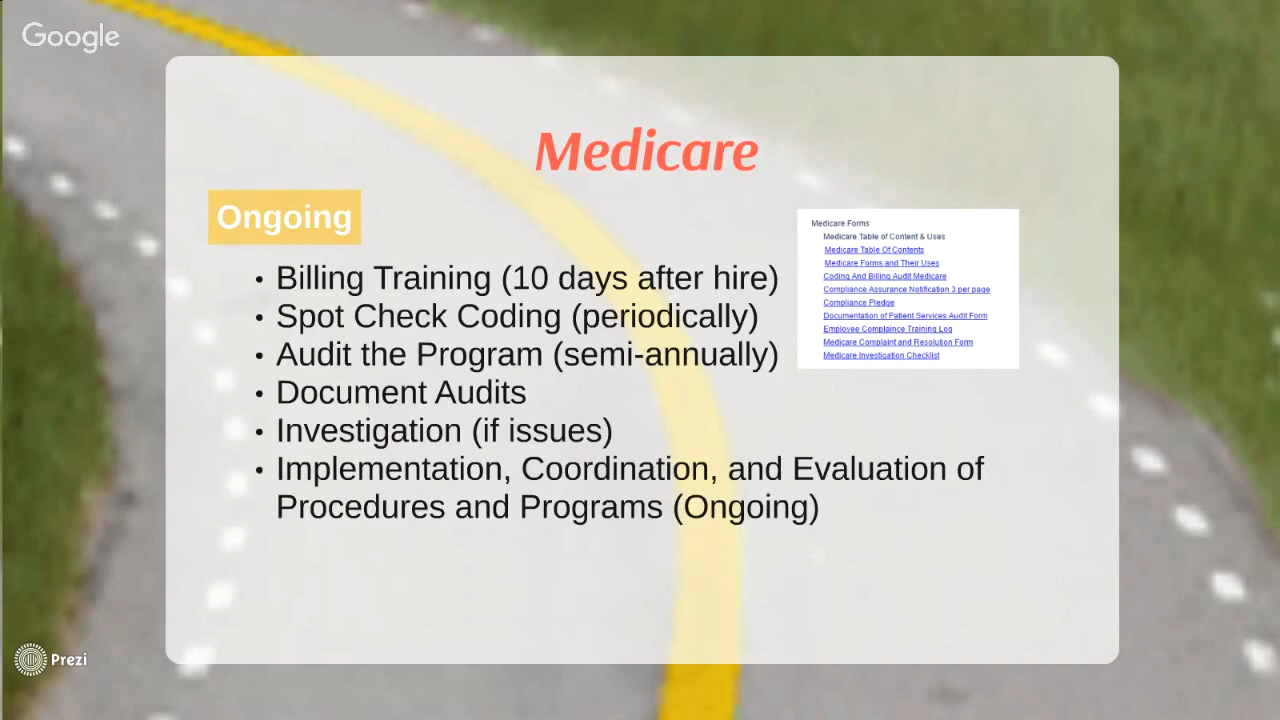 Google
Medicare
Ongoing
• Billing Training (10 days after hire)
• Spot Check Coding (periodically)
• Audit the Program (semi-annually)
• Document Audits
• Investigation (if issues)
• Implementation, Coordination, and Evaluation of
Procedures and Programs (Ongoing)
Medicare Forms
Medicare Table of Content & Uses
Medicare Table Of Contents
Medicare Forms and Their Uses
Coding And Billing Audit Medicare
Compliance Assurance Notification 3 per page
Compliance Pledge
Documentation of Patient Services Audit Form
Employee Complaince Training Log
Medicare Complaint and Resolution Form
Medicare Investigation Checklist
Prezi